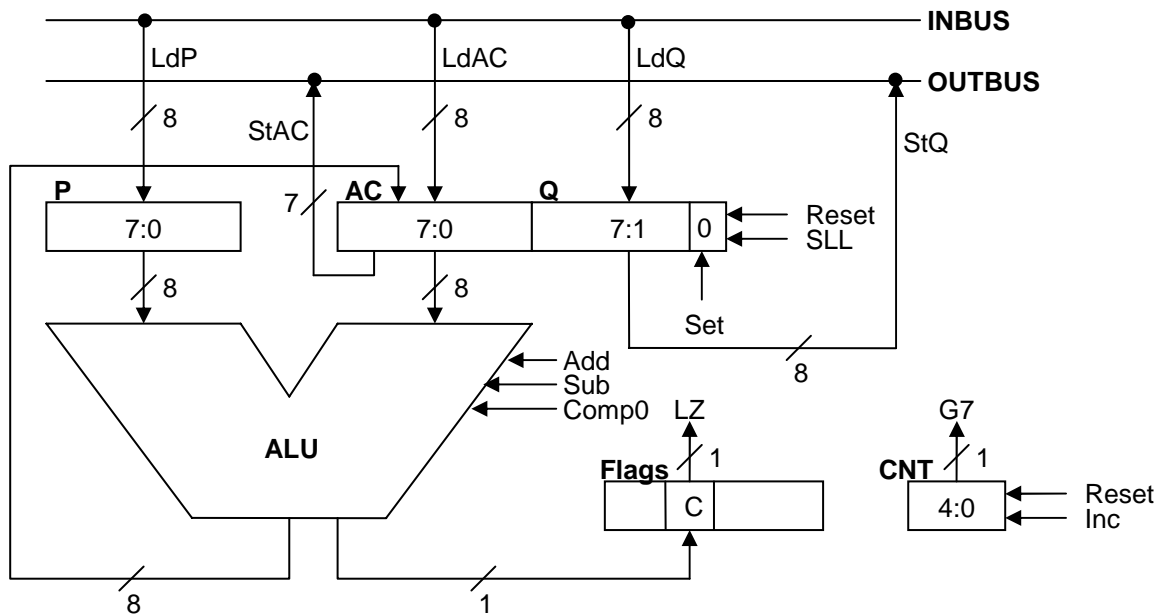 INBUS
LdP
LdAC
LdQ
OUTBUS
8
8
8
StAC
StQ
P
7
AC
Q
7:0
7:0
7:1
0
Reset
SLL
8
8
Set
8
Add
Sub
Comp0
LZ
G7
ALU
Flags
1
CNT
1
C
4:0
Reset
Inc
8
1